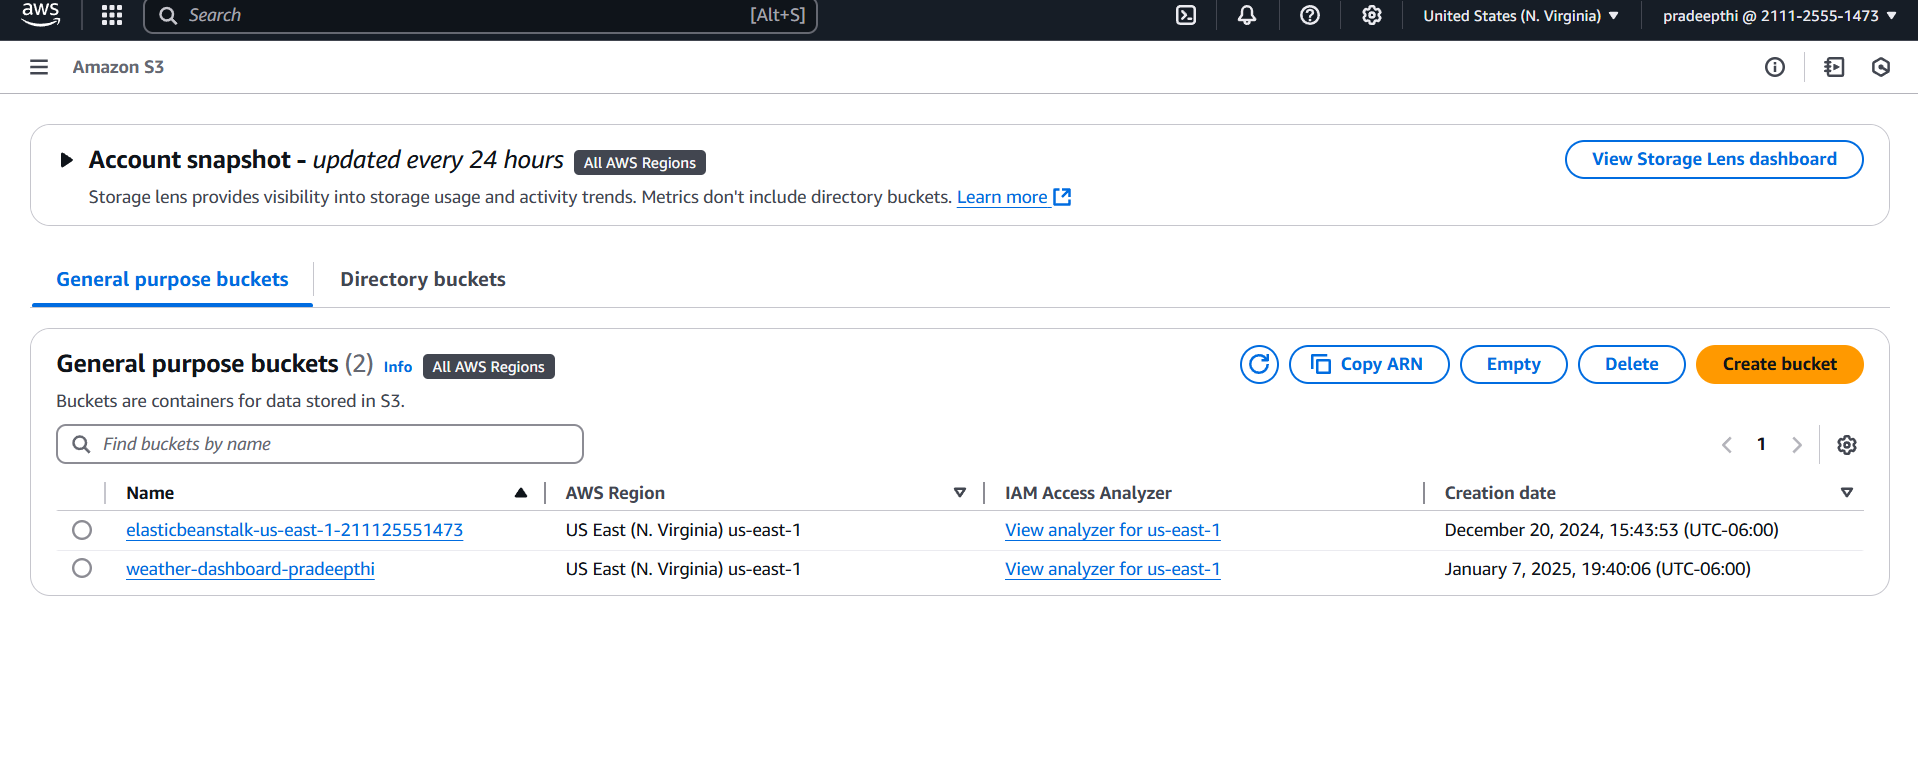 aws Search [Alt+S] United States (N. Virginia) ▼ pradeepthi @ 2111-2555-1473 ▼
Amazon S3
Account snapshot - updated every 24 hours All AWS Regions View Storage Lens dashboard
Storage lens provides visibility into storage usage and activity trends. Metrics don't include directory buckets. Learn more
General purpose buckets Directory buckets
General purpose buckets (2) Info All AWS Regions Copy ARN Empty Delete Create bucket
Buckets are containers for data stored in S3.
Find buckets by name 1
Name AWS Region IAM Access Analyzer Creation date
elasticbeanstalk-us-east-1-211125551473 US East (N. Virginia) us-east-1 View analyzer for us-east-1 December 20, 2024, 15:43:53 (UTC-06:00)
weather-dashboard-pradeepthi US East (N. Virginia) us-east-1 View analyzer for us-east-1 January 7, 2025, 19:40:06 (UTC-06:00)